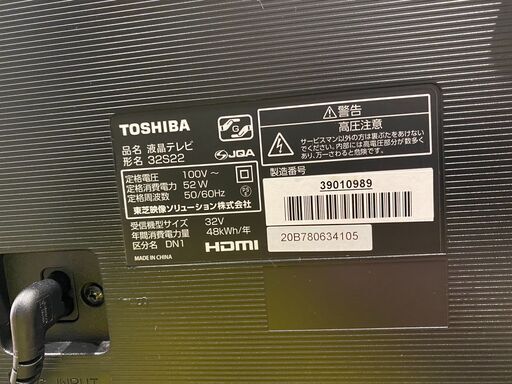 TOSHIBA
品名 液晶テレビ
形名 32S22
G
S JQA
定格電圧 100V～
定格消費電力 52W
定格周波数 50/60Hz
東芝映像ソリューション株式会社
受信機型サイズ 32V
年間消費電力量 48kWh/年
区分名 DN1
HDMI
MADE IN CHINA
警告
高圧注意
サービスマン以外の方は裏ぶたをあけない
でください。内部には高電圧部分が数多く
あり、万一さわると危険です。
製造番号
39010989
20B780634105
INPUT